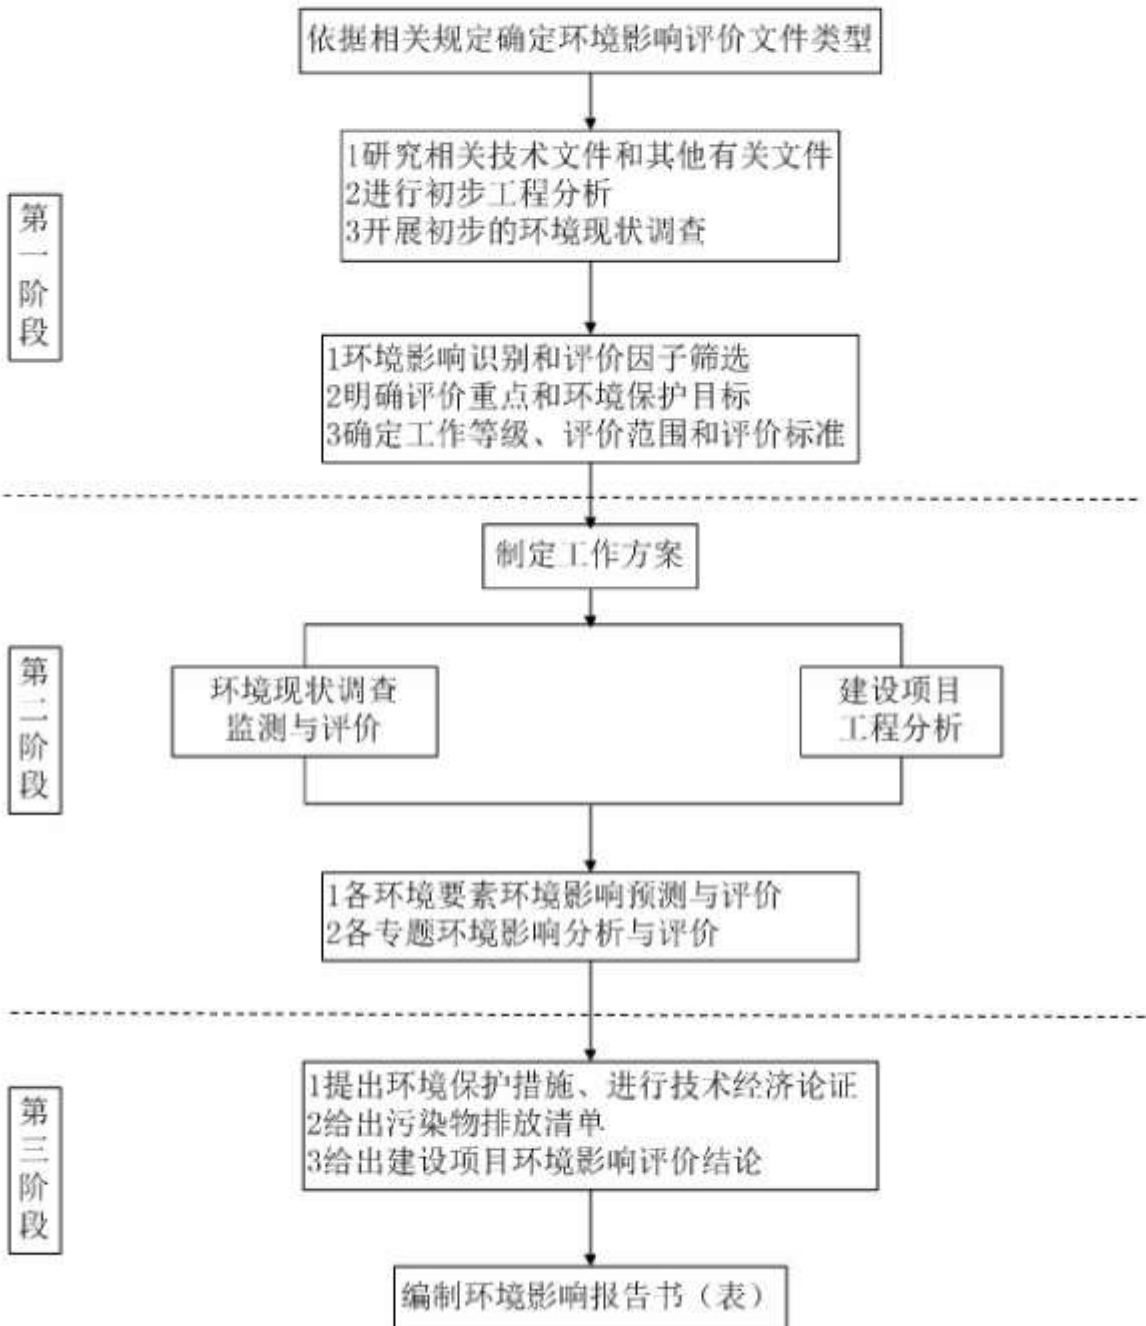 依据相关规定确定环境影响评价文件类型
1研究相关技术文件和其他有关文件
2进行初步工程分析
3开展初步的环境现状调查
第一阶段
1环境影响识别和评价因子筛选
2明确评价重点和环境保护目标
3确定工作等级、评价范围和评价标准
制定工作方案
第二阶段
环境现状调查
监测与评价
建设项目
工程分析
1各环境要素环境影响预测与评价
2各专题环境影响分析与评价
第三阶段
1提出环境保护措施、进行技术经济论证
2给出污染物排放清单
3给出建设项目环境影响评价结论
编制环境影响报告书（表）